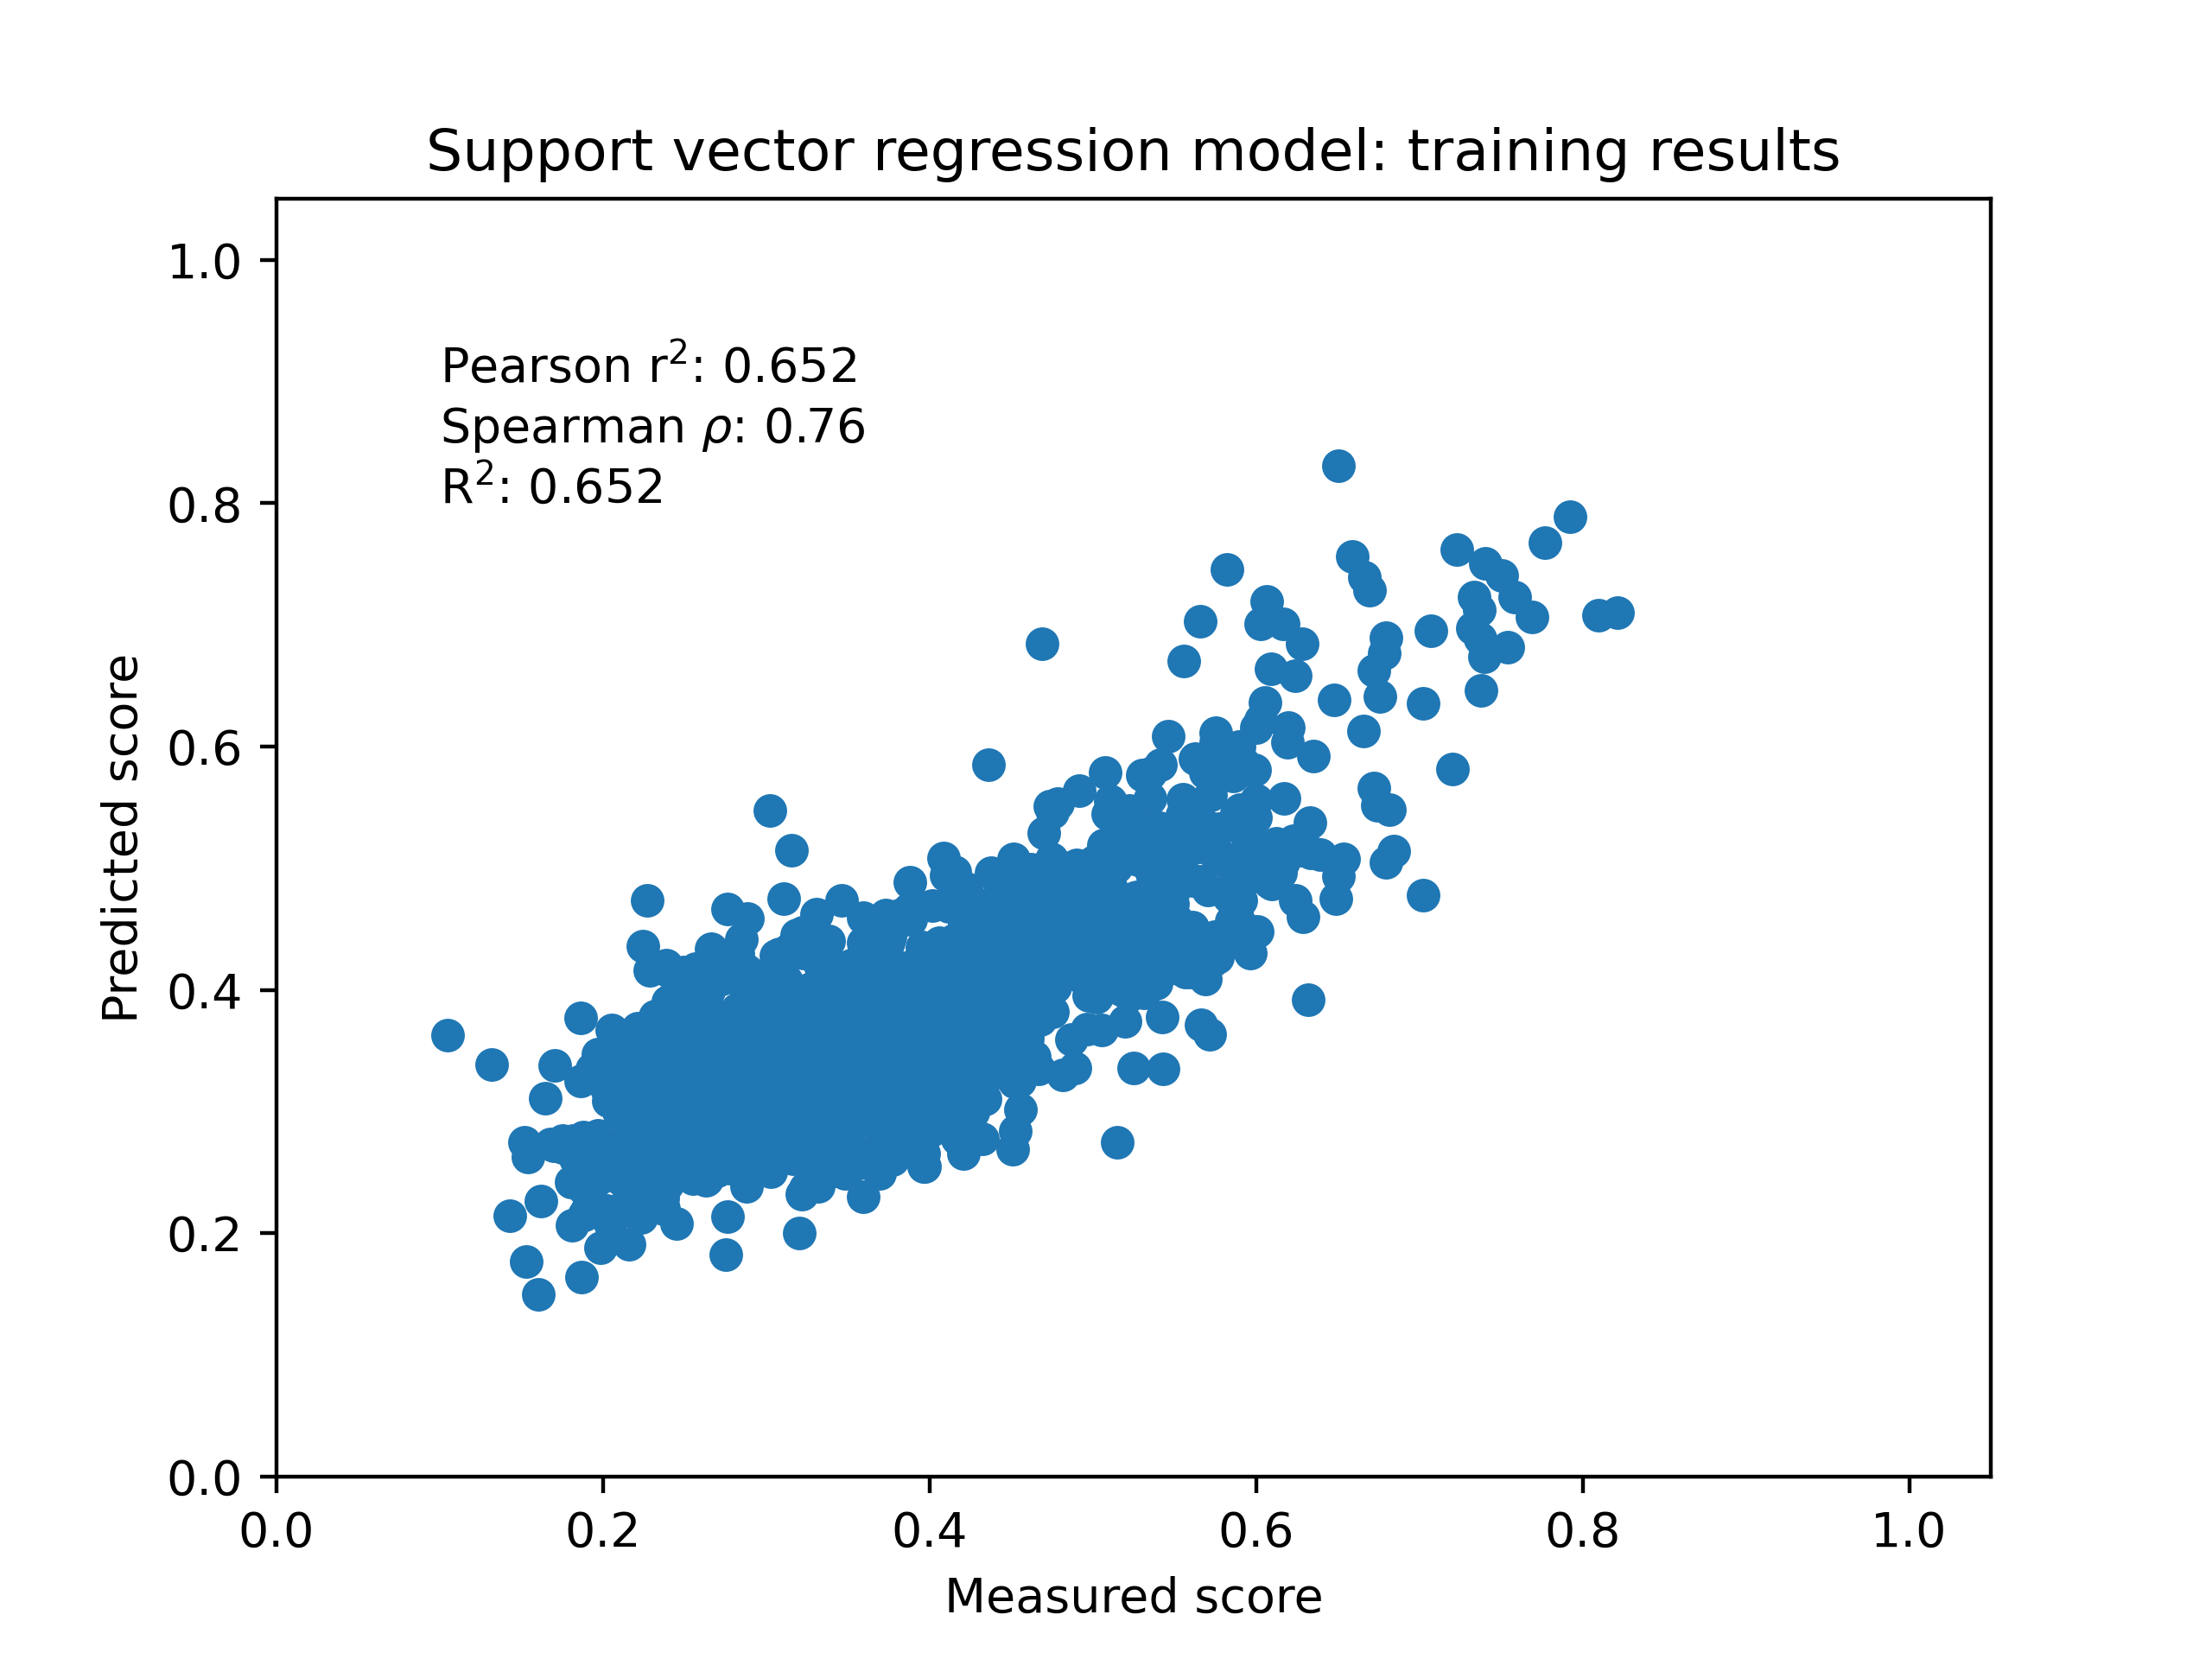 Support vector regression model: training results
1.0
Pearson r²: 0.652
Spearman ρ: 0.76
R²: 0.652
0.8
0.6
0.4
0.2
0.0
Predicted score
0.0 0.2 0.4 0.6 0.8 1.0
Measured score